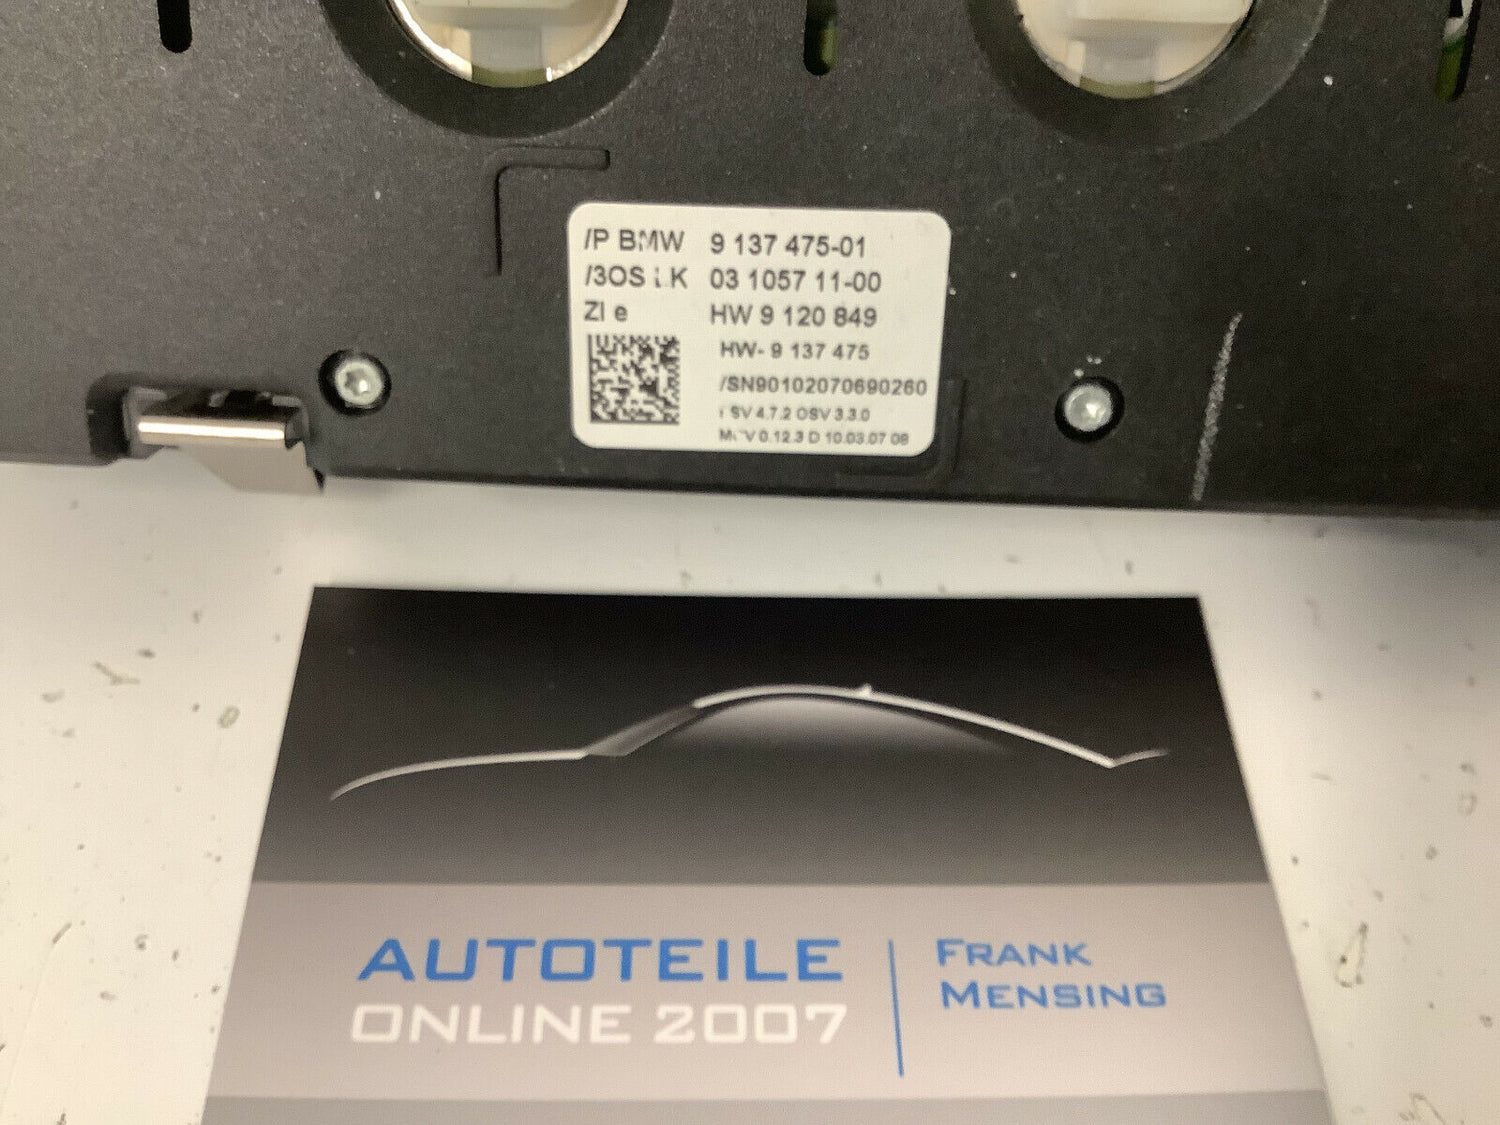 /P BMW 9 137 475-01
/3OS K 03 1057 11-00
ZI e HW 9 120 849
HW- 9 137 475
/SN90102070690260
SV 4.7.2 OSV 3.3.0
V 0.12.3 D 10.03.07 08
AUTOTEILE
ONLINE 2007
FRANK
MENSING